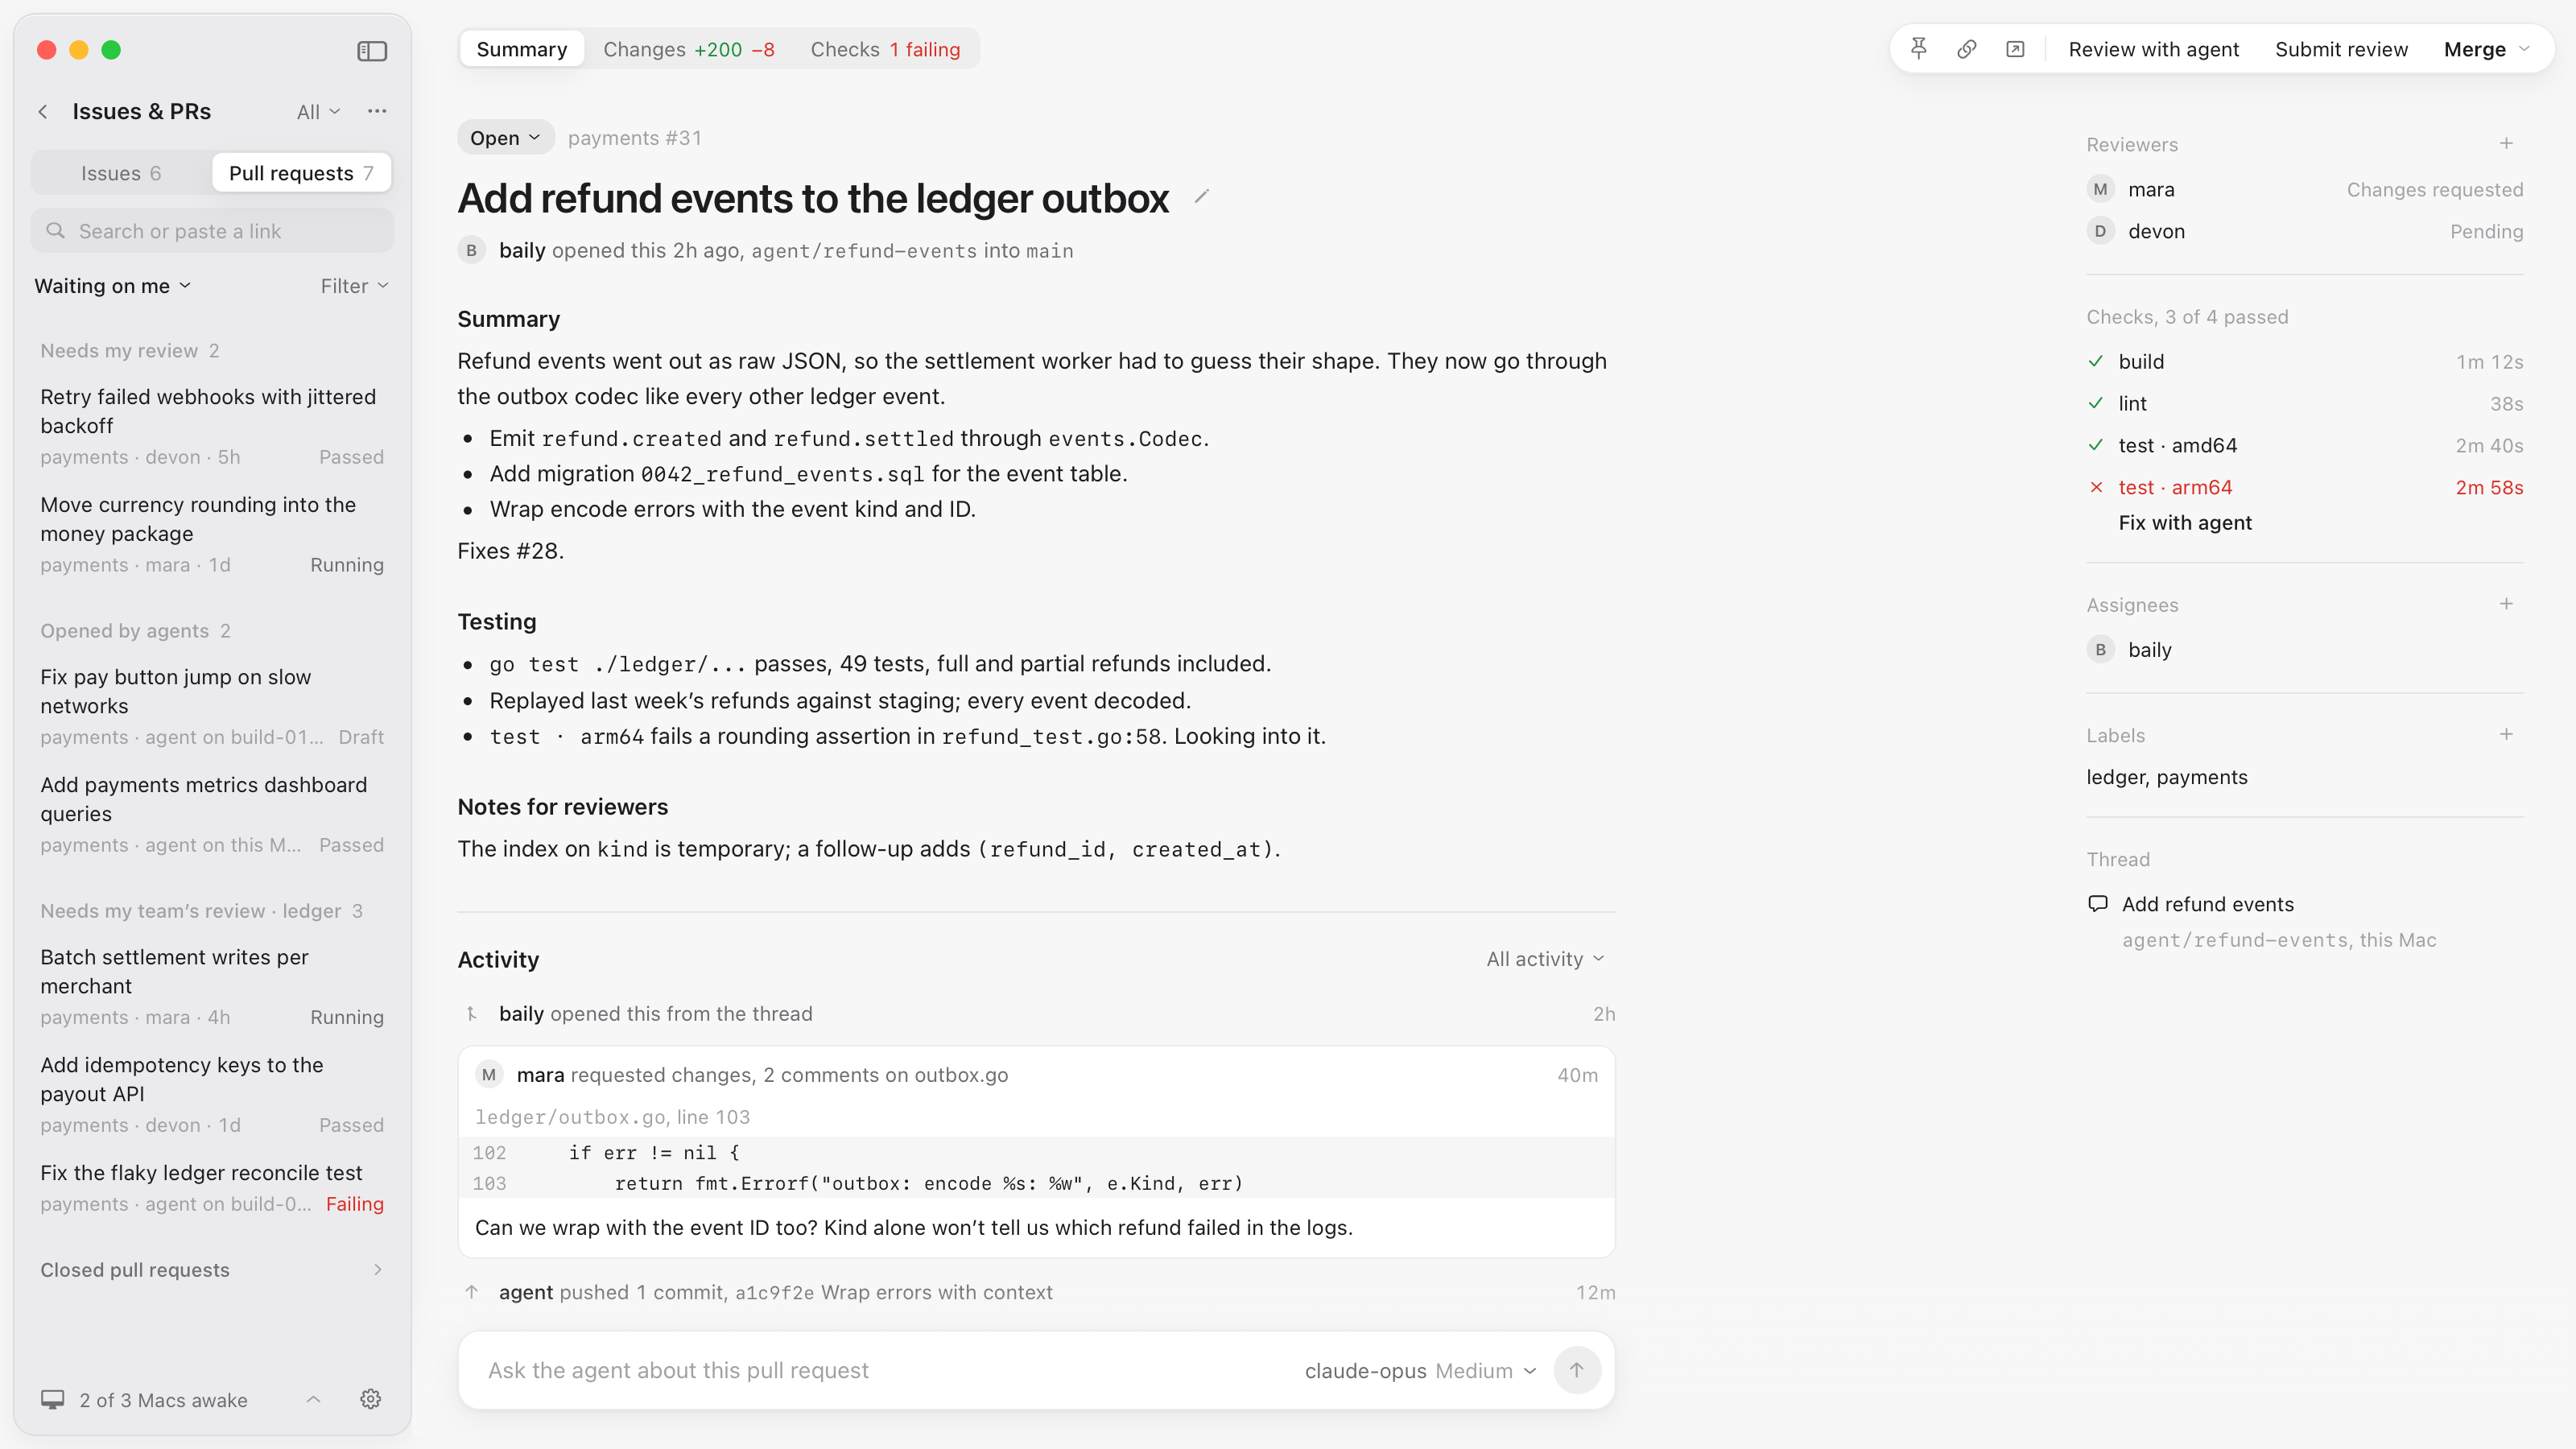 Issues & PRs
All
Issues 6
Pull requests 7
Search or paste a link
Waiting on me
Filter
Needs my review 2
Retry failed webhooks with jittered
backoff
payments · devon · 5h
Passed
Move currency rounding into the
money package
payments · mara · 1d
Running
Opened by agents 2
Fix pay button jump on slow
networks
payments · agent on build-01...
Draft
Add payments metrics dashboard
queries
payments · agent on this M...
Passed
Needs my team’s review · ledger 3
Batch settlement writes per
merchant
payments · mara · 4h
Running
Add idempotency keys to the
payout API
payments · devon · 1d
Passed
Fix the flaky ledger reconcile test
payments · agent on build-0...
Failing
Closed pull requests
2 of 3 Macs awake
Summary
Changes +200 −8
Checks 1 failing
Review with agent
Submit review
Merge
Open
payments #31
Add refund events to the ledger outbox
B baily opened this 2h ago, agent/refund-events into main
Summary
Refund events went out as raw JSON, so the settlement worker had to guess their shape. They now go through
the outbox codec like every other ledger event.
• Emit refund.created and refund.settled through events.Codec.
• Add migration 0042_refund_events.sql for the event table.
• Wrap encode errors with the event kind and ID.
Fixes #28.
Testing
• go test ./ledger/... passes, 49 tests, full and partial refunds included.
• Replayed last week’s refunds against staging; every event decoded.
• test · arm64 fails a rounding assertion in refund_test.go:58. Looking into it.
Notes for reviewers
The index on kind is temporary; a follow-up adds (refund_id, created_at).
Activity
All activity
baily opened this from the thread
2h
M mara requested changes, 2 comments on outbox.go
40m
ledger/outbox.go, line 103
102 if err != nil {
103 return fmt.Errorf("outbox: encode %s: %w", e.Kind, err)
Can we wrap with the event ID too? Kind alone won’t tell us which refund failed in the logs.
agent pushed 1 commit, a1c9f2e Wrap errors with context
12m
Ask the agent about this pull request
claude-opus Medium
Reviewers
M mara
Changes requested
D devon
Pending
Checks, 3 of 4 passed
build
1m 12s
lint
38s
test · amd64
2m 40s
test · arm64
2m 58s
Fix with agent
Assignees
B baily
Labels
ledger, payments
Thread
Add refund events
agent/refund-events, this Mac